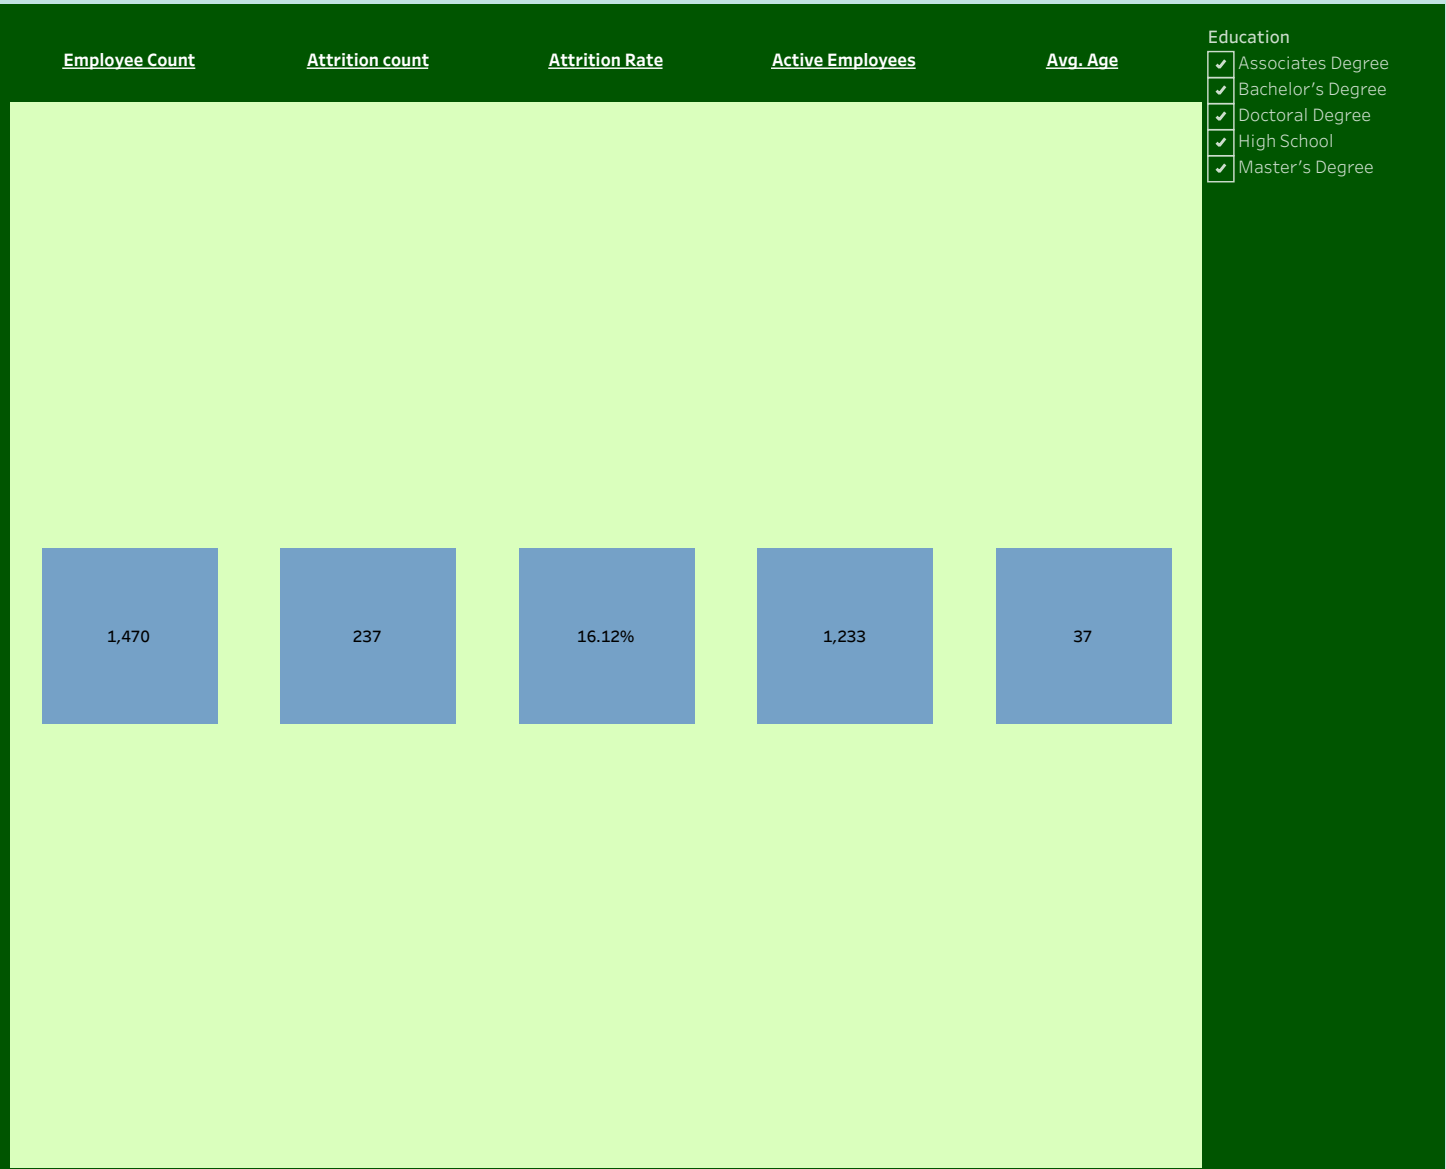 Employee Count
Attrition count
Attrition Rate
Active Employees
Avg. Age
Education
Associates Degree
Bachelor’s Degree
Doctoral Degree
High School
Master’s Degree
1,470
237
16.12%
1,233
37